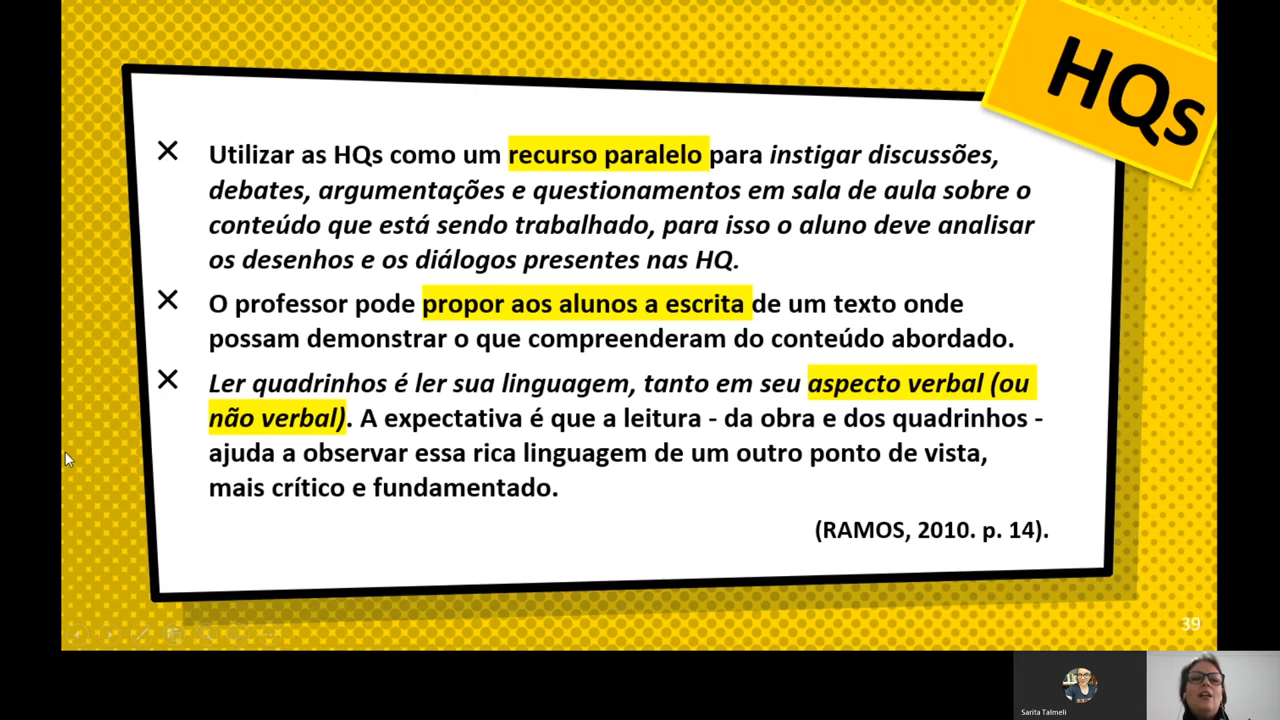 HQs
Utilizar as HQs como um recurso paralelo para instigar discussões,
debates, argumentações e questionamentos em sala de aula sobre o
conteúdo que está sendo trabalhado, para isso o aluno deve analisar
os desenhos e os diálogos presentes nas HQ.
O professor pode propor aos alunos a escrita de um texto onde
possam demonstrar o que compreenderam do conteúdo abordado.
Ler quadrinhos é ler sua linguagem, tanto em seu aspecto verbal (ou
não verbal). A expectativa é que a leitura - da obra e dos quadrinhos -
ajuda a observar essa rica linguagem de um outro ponto de vista,
mais crítico e fundamentado.
(RAMOS, 2010. p. 14).
39
Sarita Talmeli